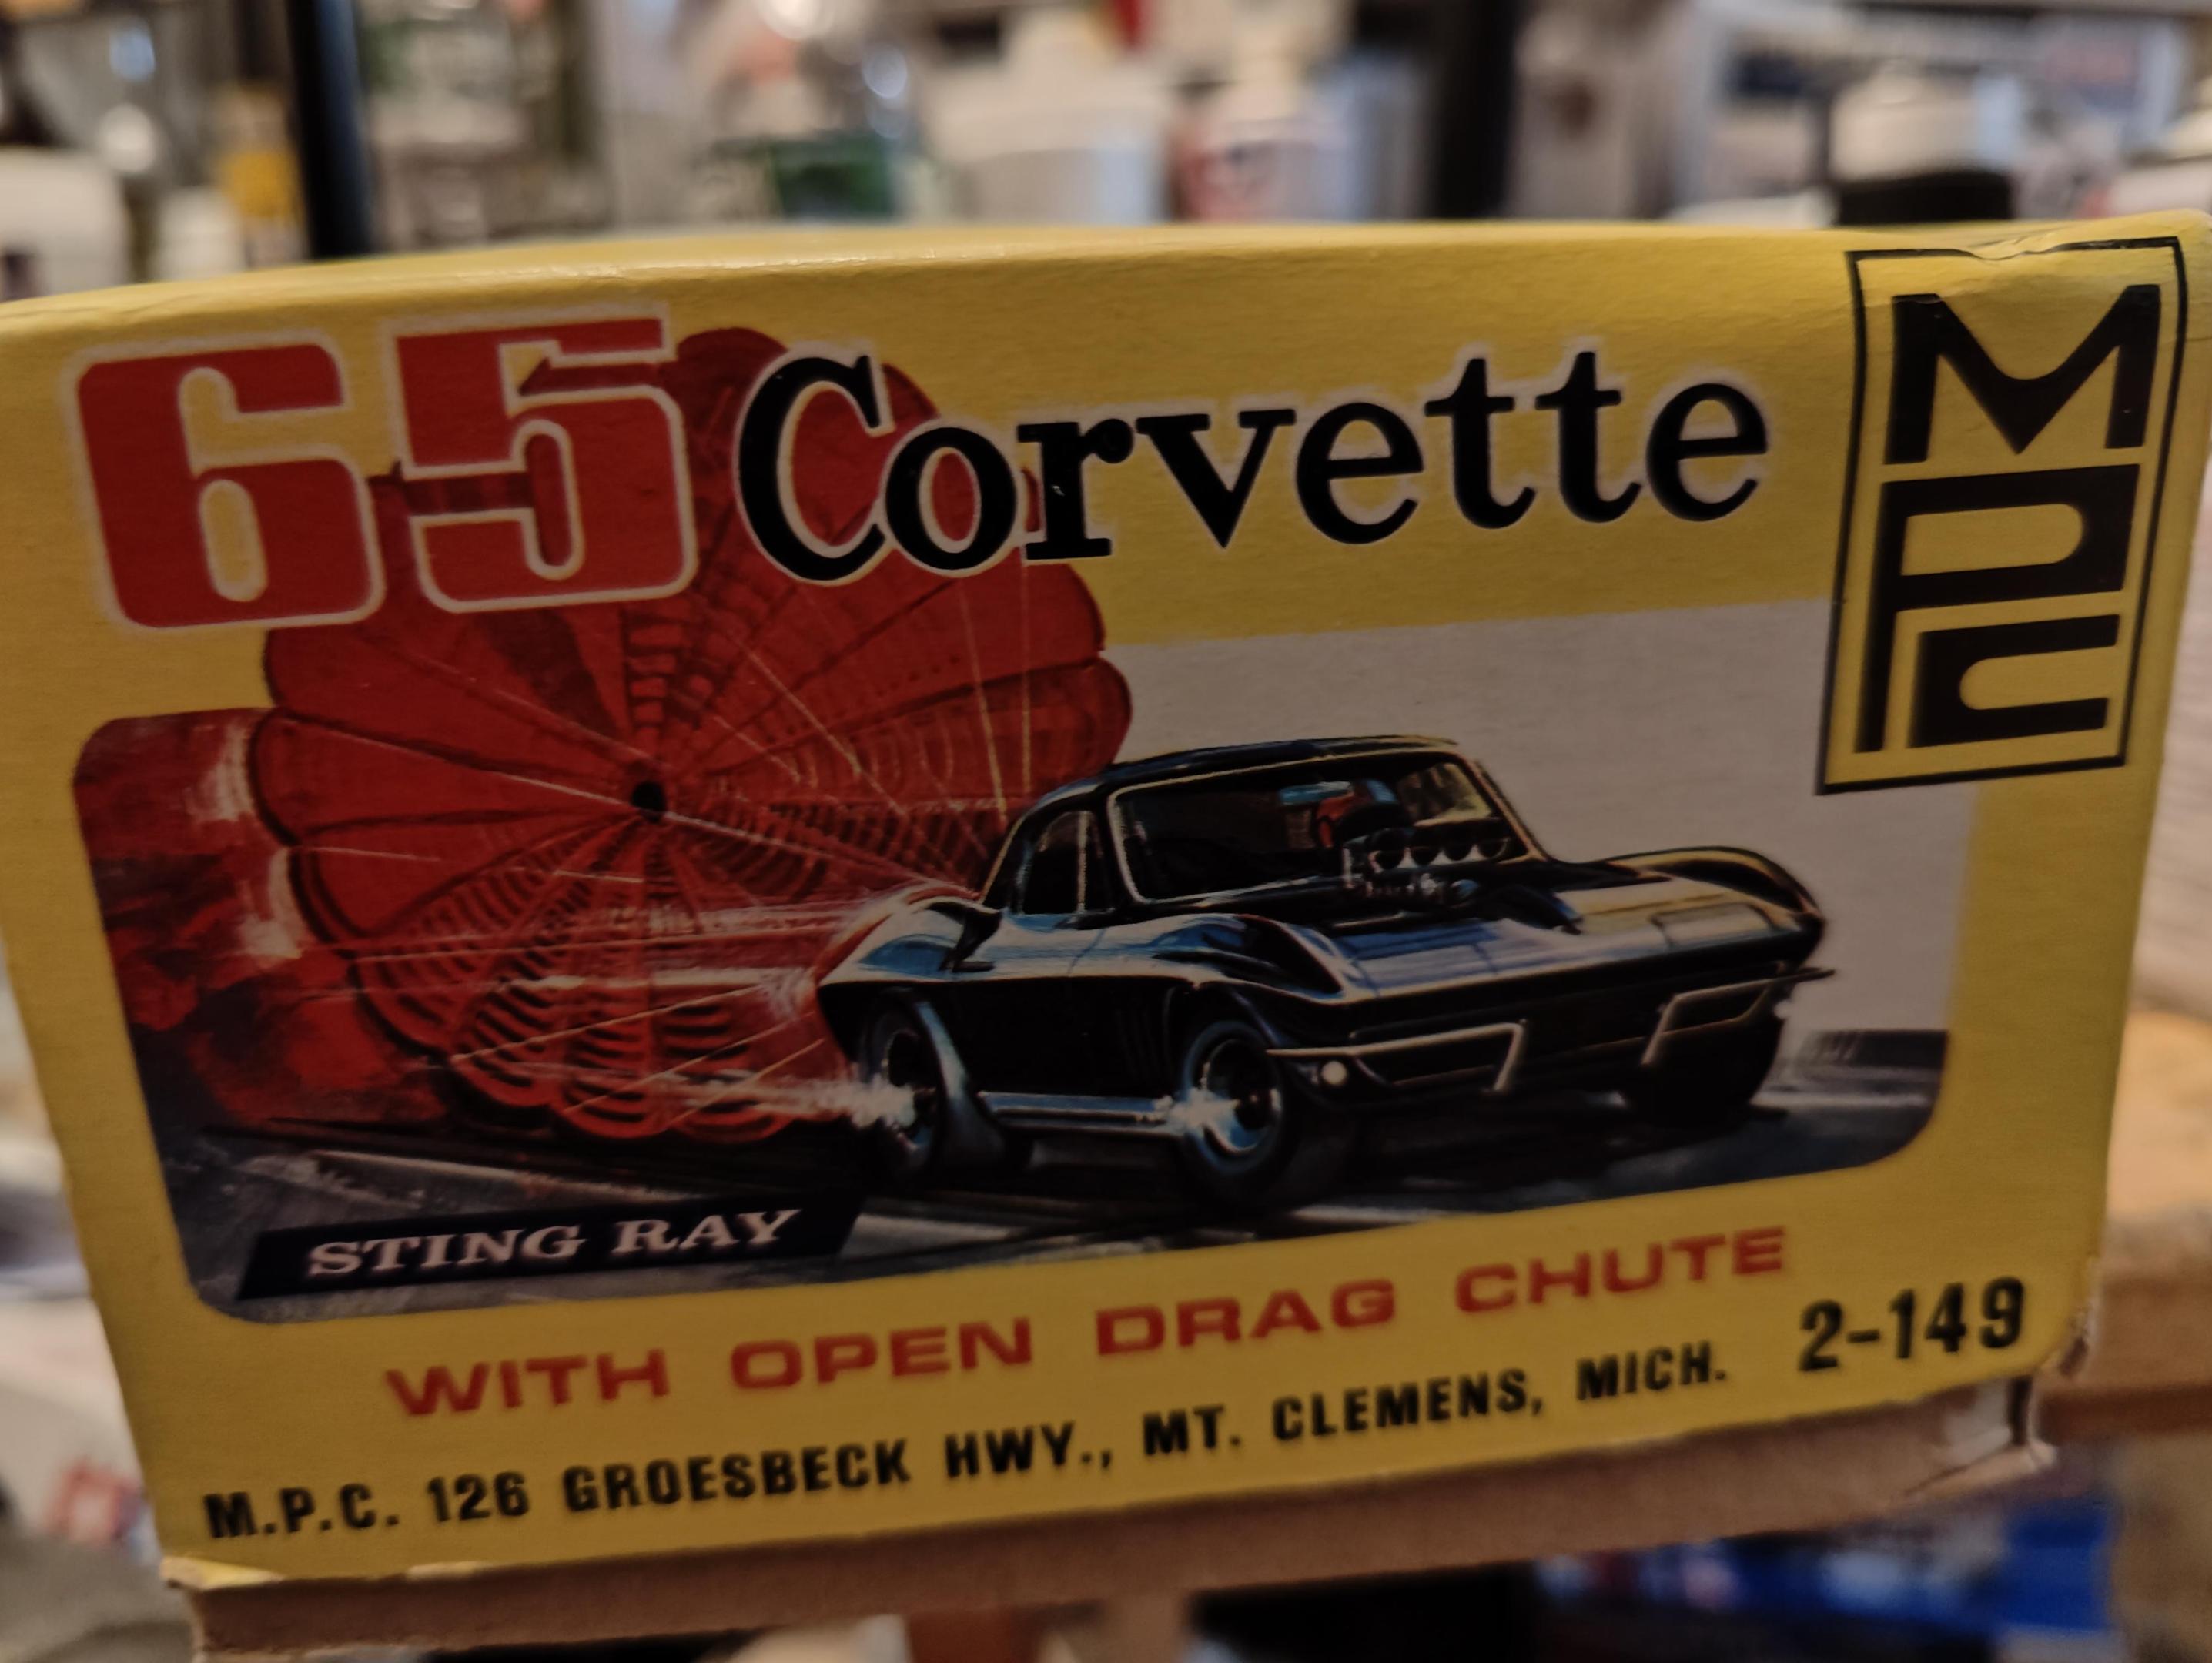 65 Corvette
MPC
STING RAY
WITH OPEN DRAG CHUTE
2-149
M.P.C. 126 GROESBECK HWY., MT. CLEMENS, MICH.